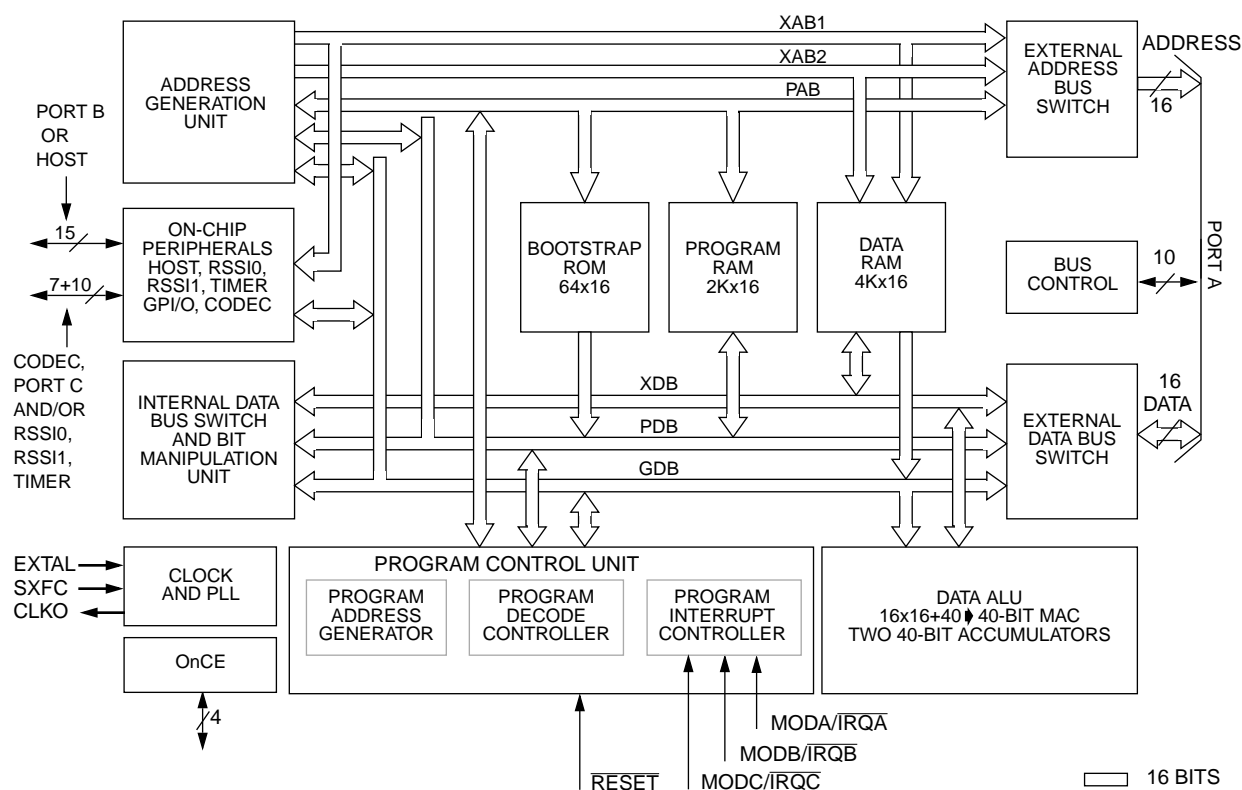 XAB1
XAB2
PAB
ADDRESS
GENERATION
UNIT
EXTERNAL
ADDRESS
BUS
SWITCH
ADDRESS
16
PORT B
OR
HOST
15
7+10
ON-CHIP
PERIPHERALS
HOST, RSSI0,
RSSI1, TIMER
GPI/O, CODEC
BOOTSTRAP
ROM
64x16
PROGRAM
RAM
2Kx16
DATA
RAM
4Kx16
BUS
CONTROL
10
PORT A
CODEC,
PORT C
AND/OR
RSSI0,
RSSI1,
TIMER
INTERNAL DATA
BUS SWITCH
AND BIT
MANIPULATION
UNIT
XDB
PDB
GDB
EXTERNAL
DATA BUS
SWITCH
16
DATA
EXTAL
SXFC
CLKO
CLOCK
AND PLL
OnCE
4
PROGRAM CONTROL UNIT
PROGRAM
ADDRESS
GENERATOR
PROGRAM
DECODE
CONTROLLER
PROGRAM
INTERRUPT
CONTROLLER
DATA ALU
16x16+40 ➧ 40-BIT MAC
TWO 40-BIT ACCUMULATORS
MODA/IRQA
MODB/IRQB
MODC/IRQC
RESET
16 BITS